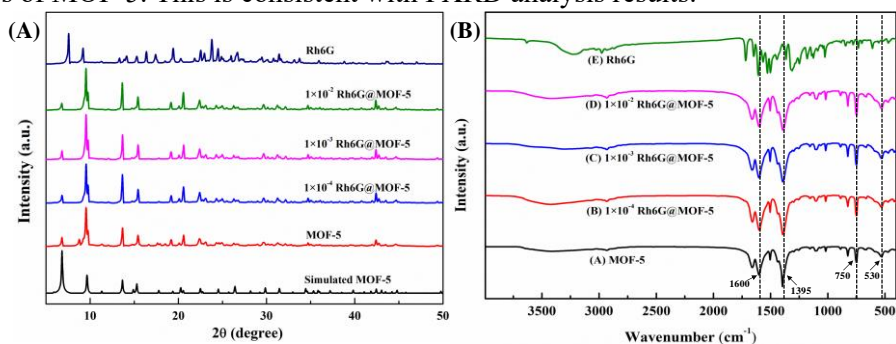 s of MOF-5. This is consistent with PXRD analysis results.
(A)
Rh6G
1×10⁻² Rh6G@MOF-5
1×10⁻³ Rh6G@MOF-5
1×10⁻⁴ Rh6G@MOF-5
MOF-5
Simulated MOF-5
Intensity (a.u.)
10 20 30 40 50
2θ (degree)
(B)
(E) Rh6G
(D) 1×10⁻² Rh6G@MOF-5
(C) 1×10⁻³ Rh6G@MOF-5
(B) 1×10⁻⁴ Rh6G@MOF-5
(A) MOF-5
1600 1395 750 530
Intensity (a.u.)
4000 3500 3000 2500 2000 1500 1000 500
Wavenumber (cm⁻¹)